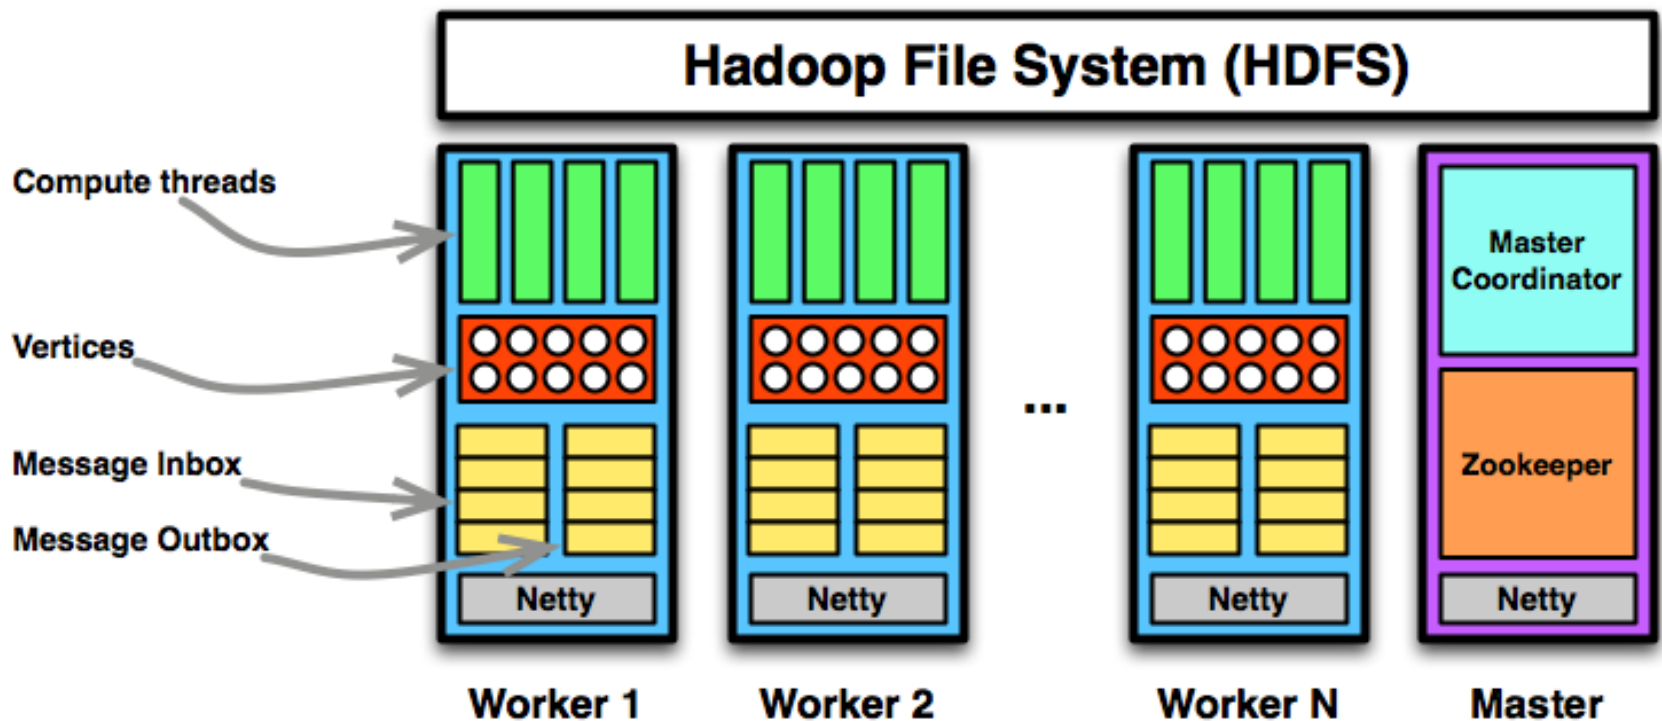 Hadoop File System (HDFS)
Compute threads
Vertices
Message Inbox
Message Outbox
...
Master
Coordinator
Zookeeper
Netty
Netty
Netty
Netty
Worker 1
Worker 2
Worker N
Master